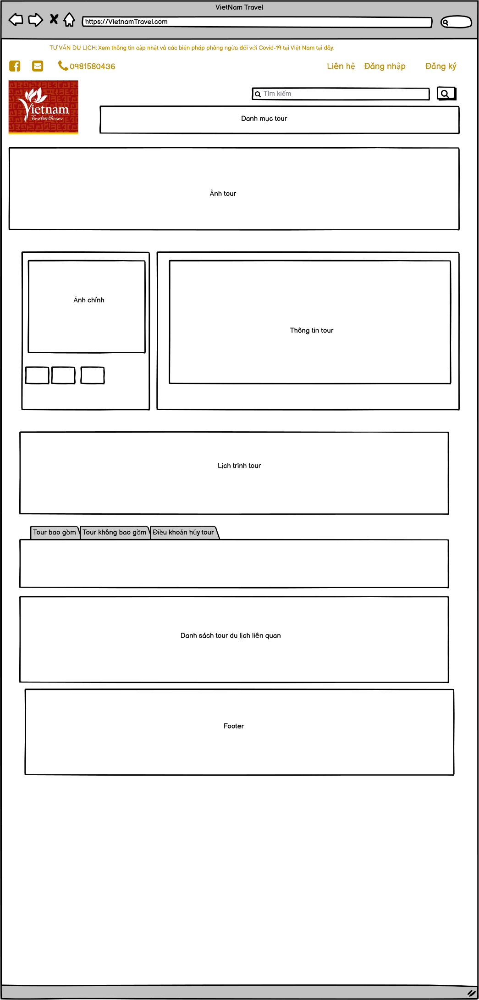 VietNam Travel
https://VietnamTravel.com
TƯ VẤN DU LỊCH: Xem thông tin cập nhật và các biện pháp phòng ngừa đối với Covid-19 tại Việt Nam tại đây.
0981580436
Liên hệ
Đăng nhập
Đăng ký
Vietnam
Timeless Charm
Tìm kiếm
Danh mục tour
Ảnh tour
Ảnh chính
Thông tin tour
Lịch trình tour
Tour bao gồm
Tour không bao gồm
Điều khoản hủy tour
Danh sách tour du lịch liên quan
Footer